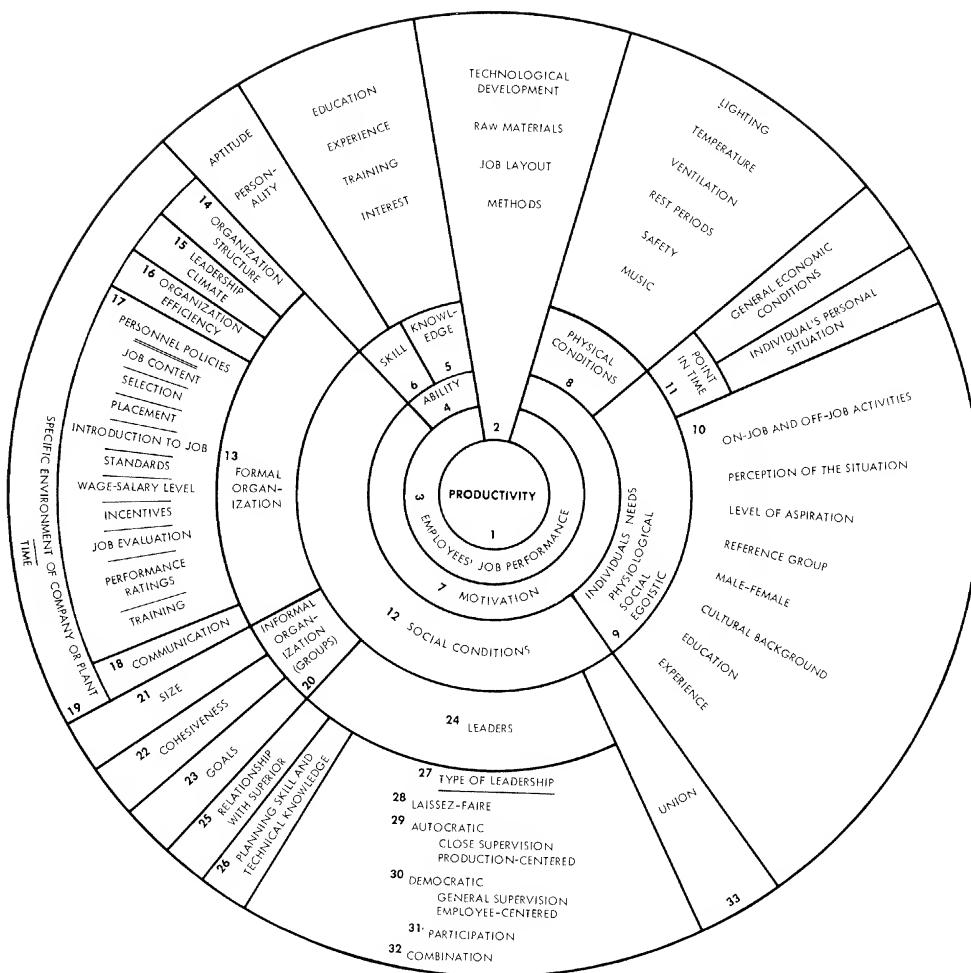 PRODUCTIVITY
1
2
TECHNOLOGICAL
DEVELOPMENT
RAW MATERIALS
JOB LAYOUT
METHODS
3 EMPLOYEES' JOB PERFORMANCE
ABILITY
4
KNOWL-
EDGE
5
EDUCATION
EXPERIENCE
TRAINING
INTEREST
SKILL
6
APTITUDE
PERSON-
ALITY
7 MOTIVATION
PHYSICAL
CONDITIONS
8
LIGHTING
TEMPERATURE
VENTILATION
REST PERIODS
SAFETY
MUSIC
INDIVIDUALS NEEDS
PHYSIOLOGICAL
SOCIAL
EGOISTIC
9
10
ON-JOB AND OFF-JOB ACTIVITIES
PERCEPTION OF THE SITUATION
LEVEL OF ASPIRATION
REFERENCE GROUP
MALE-FEMALE
CULTURAL BACKGROUND
EDUCATION
EXPERIENCE
POINT
IN TIME
11
GENERAL ECONOMIC
CONDITIONS
INDIVIDUAL'S PERSONAL
SITUATION
12 SOCIAL CONDITIONS
13
FORMAL
ORGAN-
IZATION
14
ORGANIZATION
STRUCTURE
15 LEADERSHIP
CLIMATE
16 ORGANIZATION
EFFICIENCY
17
PERSONNEL POLICIES
JOB CONTENT
SELECTION
PLACEMENT
INTRODUCTION TO JOB
STANDARDS
WAGE-SALARY LEVEL
INCENTIVES
JOB EVALUATION
PERFORMANCE
RATINGS
TRAINING
18 COMMUNICATION
19 SPECIFIC ENVIRONMENT OF COMPANY OR PLANT
TIME
INFORMAL
ORGAN-
IZATION
(GROUPS)
20
21 SIZE
22 COHESIVENESS
23 GOALS
24
LEADERS
25 RELATIONSHIP
WITH SUPERIOR
26 PLANNING SKILL AND
TECHNICAL KNOWLEDGE
27 TYPE OF LEADERSHIP
28 LAISSEZ-FAIRE
29 AUTOCRATIC
CLOSE SUPERVISION
PRODUCTION-CENTERED
30 DEMOCRATIC
GENERAL SUPERVISION
EMPLOYEE-CENTERED
31 PARTICIPATION
32 COMBINATION
UNION
33